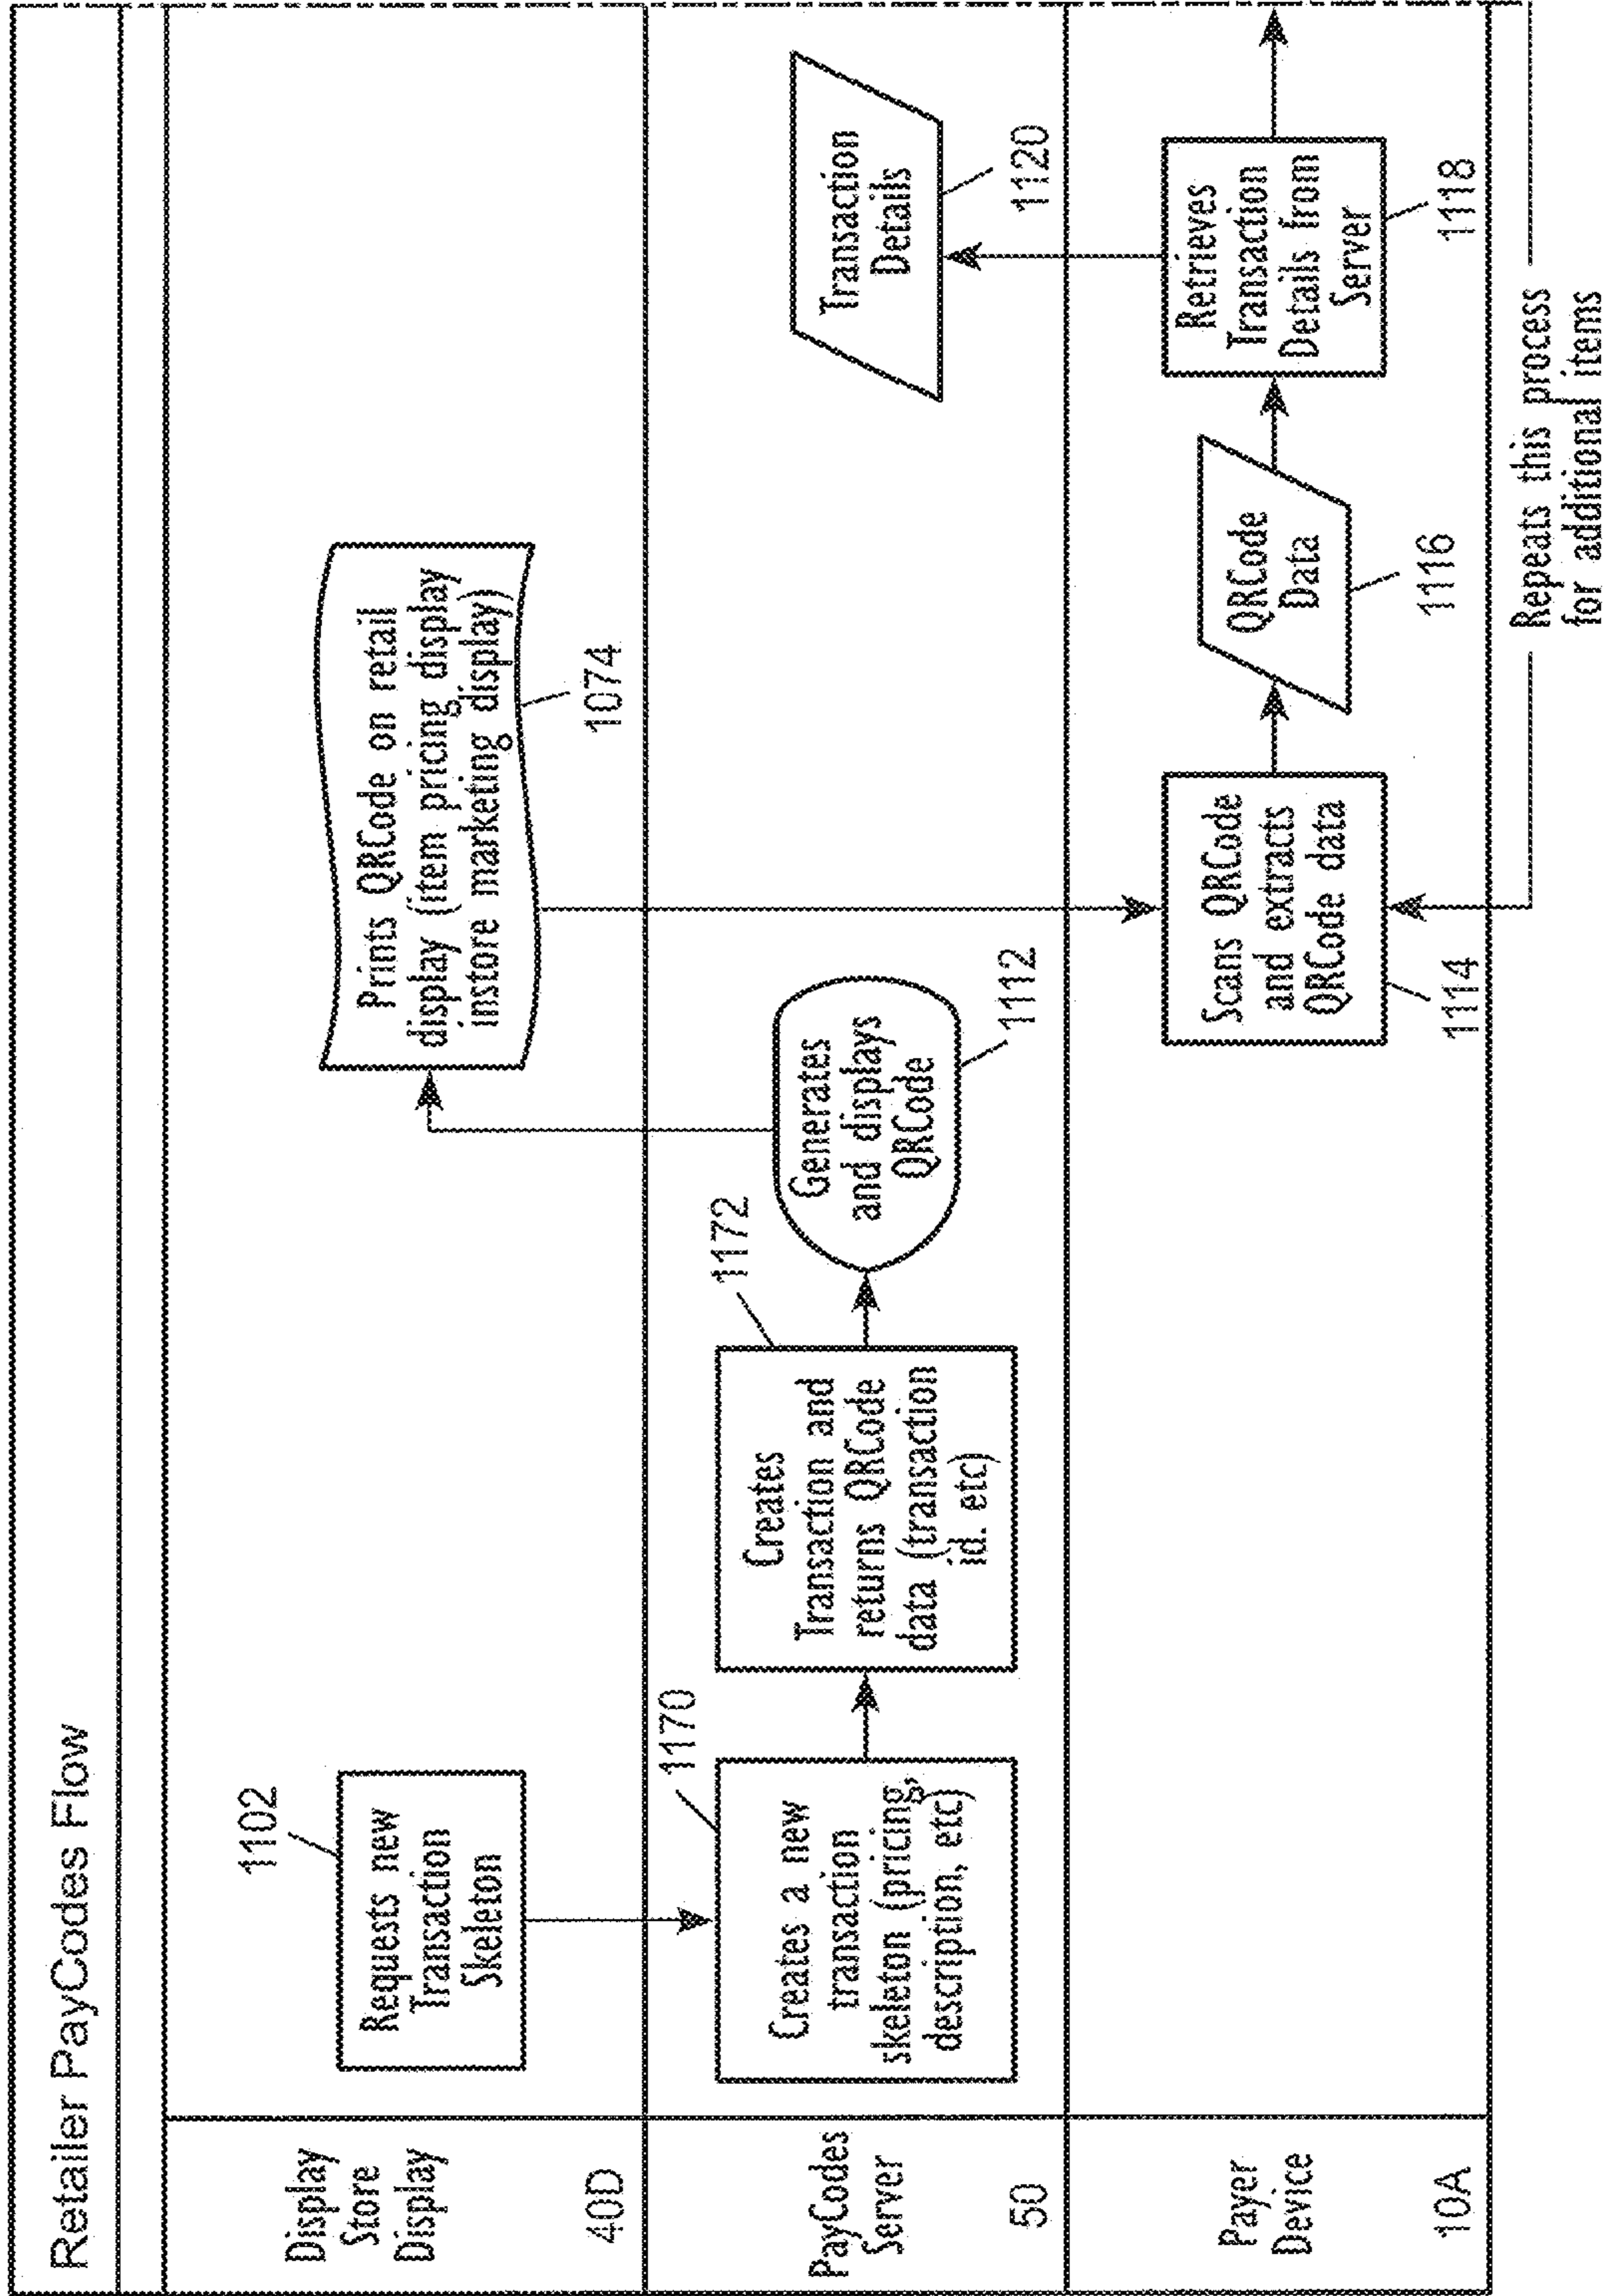 Retailer PayCodes Flow
Display
Store
Display
40D
1102
Requests new
Transaction
Skeleton
Prints QRCode on retail
display (item pricing display
instore marketing display)
1074
PayCodes
Server
50
1170
Creates a new
transaction
skeleton (pricing,
description, etc)
1172
Creates
Transaction and
returns QRCode
data (transaction
id. etc)
Generates
and displays
QRCode
1112
Transaction
Details
1120
Payer
Device
10A
Scans QRCode
and extracts
QRCode data
1114
QRCode
Data
1116
Retrieves
Transaction
Details from
Server
1118
Repeats this process
for additional items